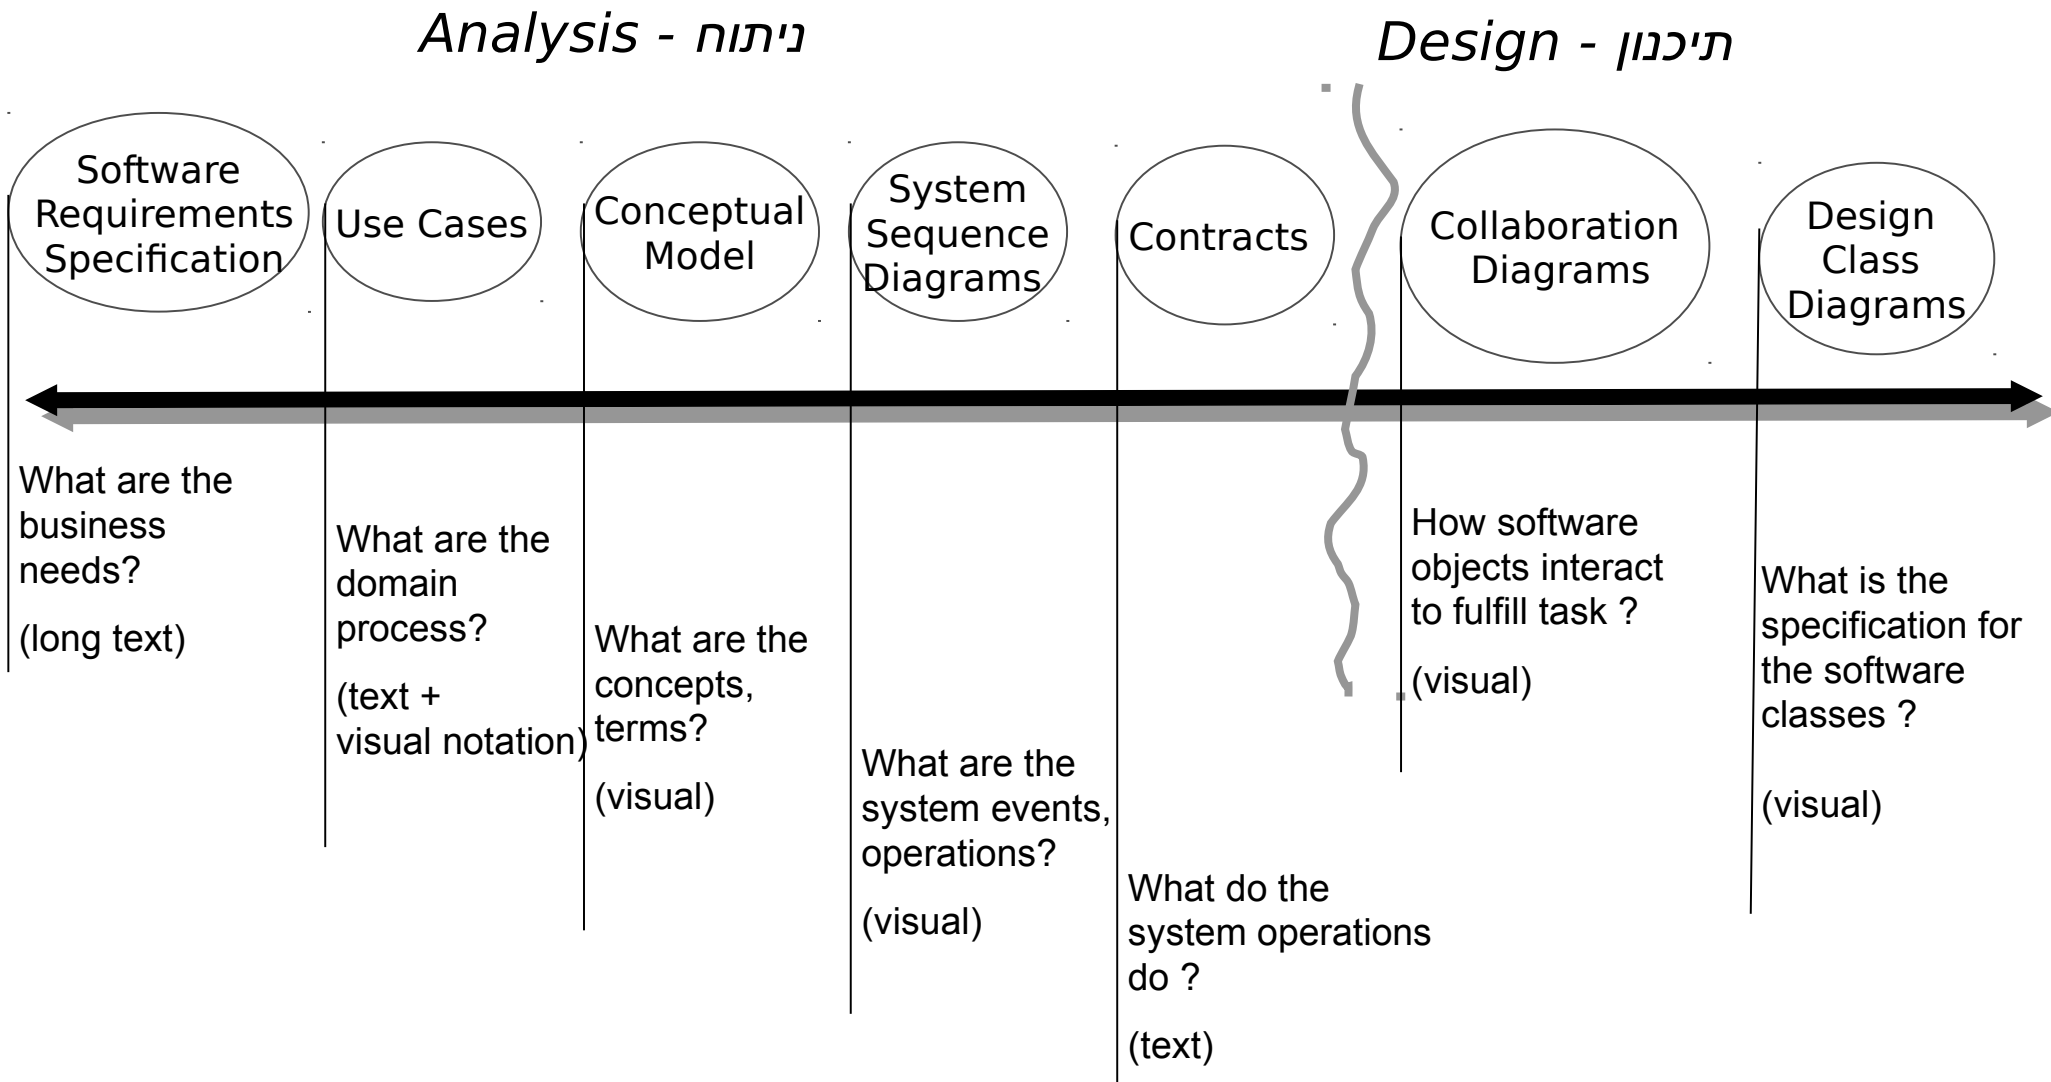 Analysis - ניתוח
Design - תיכנון
Software
Requirements
Specification
Use Cases
Conceptual
Model
System
Sequence
Diagrams
Contracts
Collaboration
Diagrams
Design
Class
Diagrams
What are the
business
needs?
(long text)
What are the
domain
process?
(text +
visual notation)
What are the
concepts,
terms?
(visual)
What are the
system events,
operations?
(visual)
What do the
system operations
do ?
(text)
How software
objects interact
to fulfill task ?
(visual)
What is the
specification for
the software
classes ?
(visual)